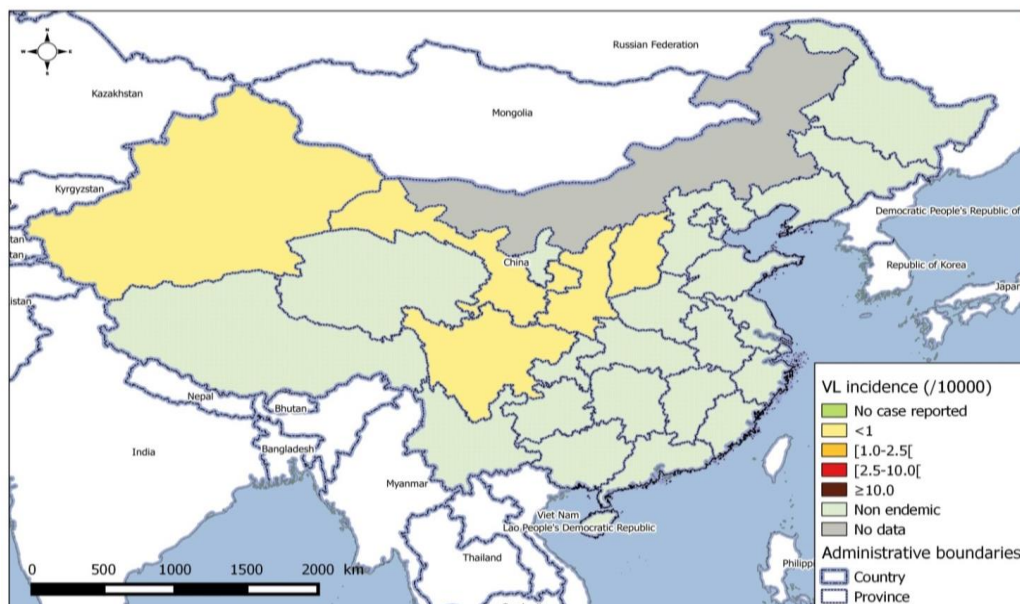 N
W E
S
Russian Federation
Kazakhstan
Mongolia
Kyrgyzstan
tan
tan
istan
Democratic People's Republic of
China
Republic of Korea
Japa
Nepal
Bhutan
India
Bangladesh
Myanmar
Viet Nam
Lao People's Democratic Republic
Thailand
Philipp
0 500 1000 1500 2000 km
VL incidence (/10000)
No case reported
<1
[1.0-2.5[
[2.5-10.0[
≥10.0
Non endemic
No data
Administrative boundaries
Country
Province